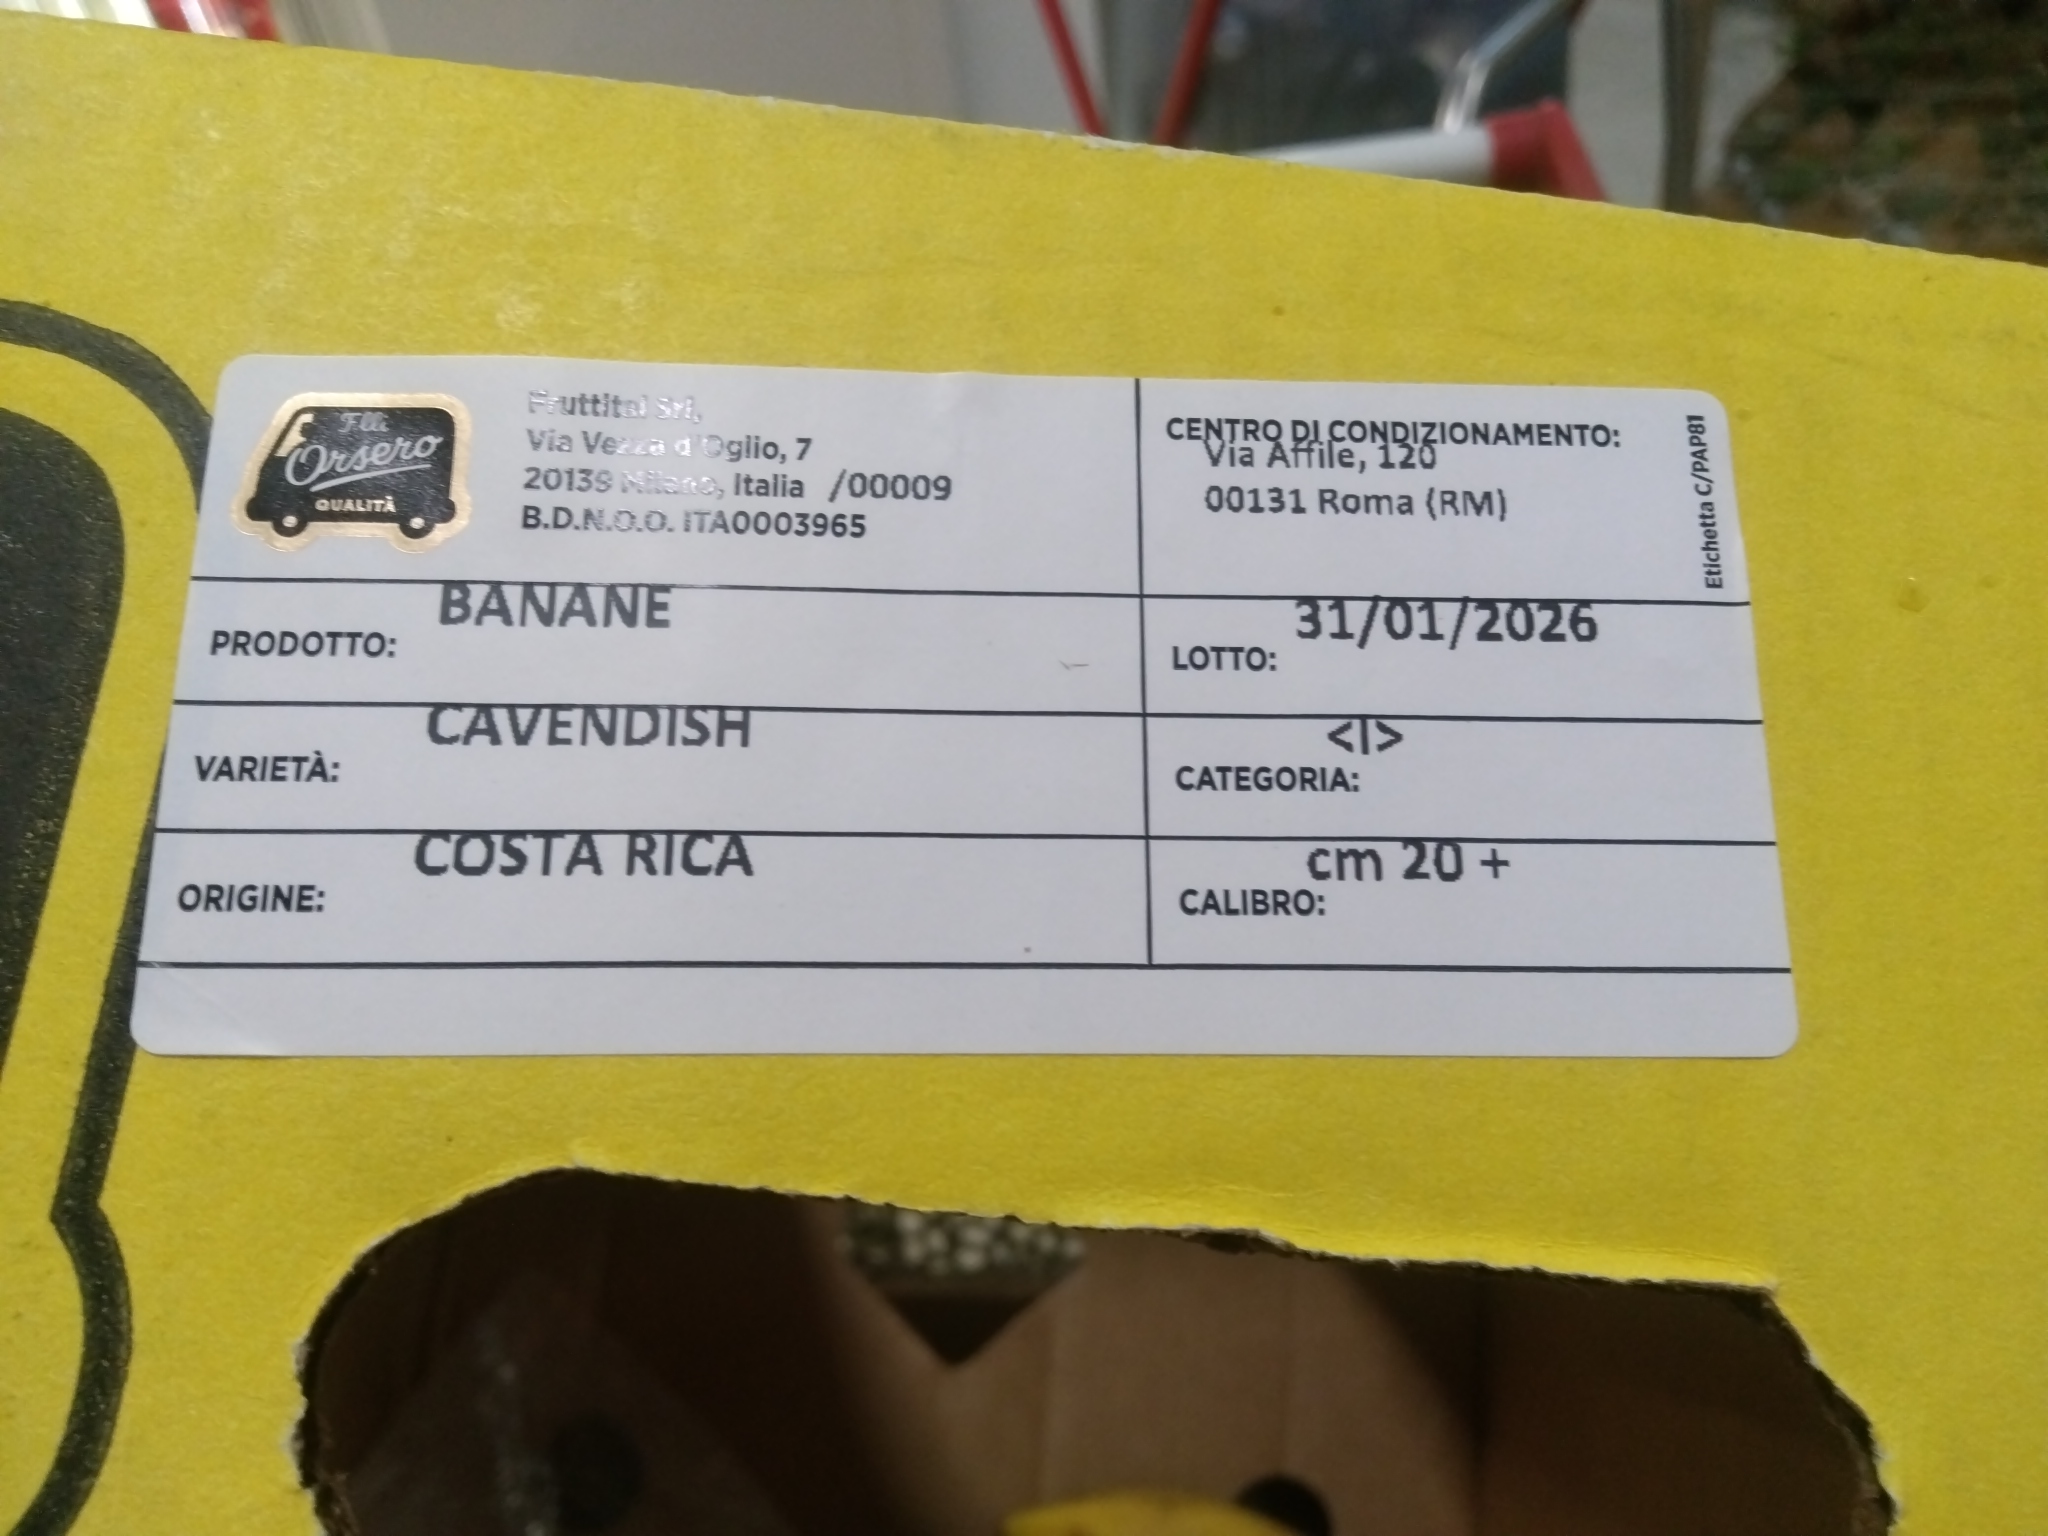 F.lli
Orsero
QUALITÀ
Fruttital Srl,
Via Vezza d'Oglio, 7
20139 Milano, Italia /00009
B.D.N.O.O. ITA0003965
CENTRO DI CONDIZIONAMENTO:
Via Affile, 120
00131 Roma (RM)
Etichetta C/PAP81
PRODOTTO: BANANE
LOTTO: 31/01/2026
VARIETÀ: CAVENDISH
CATEGORIA: <I>
ORIGINE: COSTA RICA
CALIBRO: cm 20 +